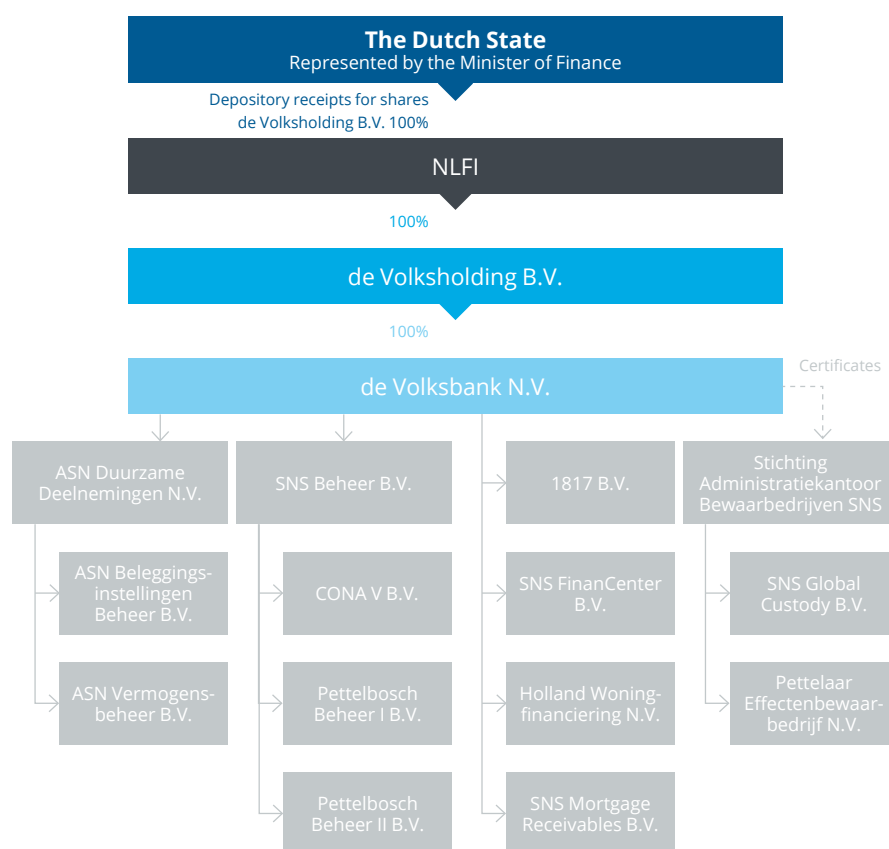 The Dutch State
Represented by the Minister of Finance
Depository receipts for shares
de Volksholding B.V. 100%
NLFI
100%
de Volksholding B.V.
100%
de Volksbank N.V.
Certificates
ASN Duurzame
Deelnemingen N.V.
SNS Beheer B.V.
1817 B.V.
Stichting
Administratiekantoor
Bewaarbedrijven SNS
ASN Beleggings-
instellingen
Beheer B.V.
CONA V B.V.
SNS FinanCenter
B.V.
SNS Global
Custody B.V.
ASN Vermogens-
beheer B.V.
Pettelbosch
Beheer I B.V.
Holland Woning-
financiering N.V.
Pettelaar
Effectenbewaar-
bedrijf N.V.
Pettelbosch
Beheer II B.V.
SNS Mortgage
Receivables B.V.